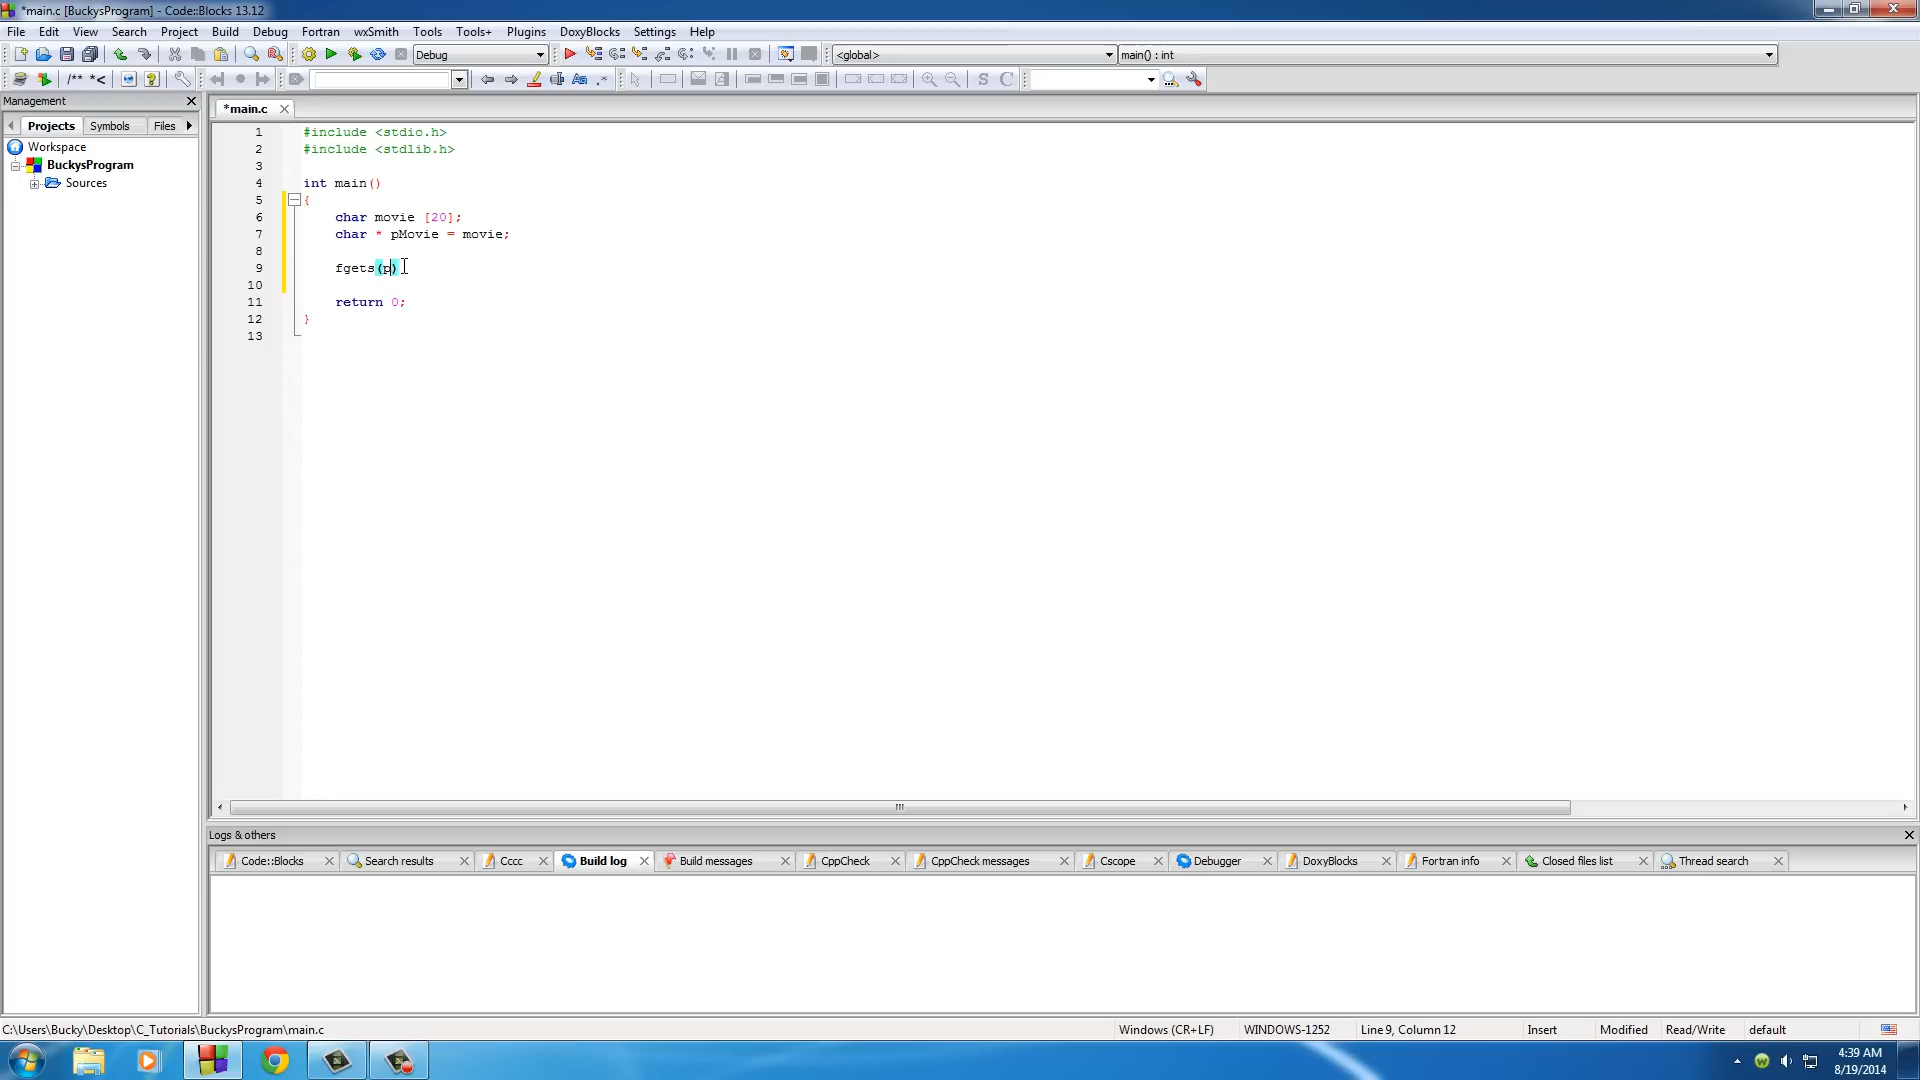 *main.c [BuckysProgram] - Code::Blocks 13.12
File Edit View Search Project Build Debug Fortran wxSmith Tools Tools+ Plugins DoxyBlocks Settings Help
Debug <global> main() : int
/** *< Aa .* S C
Management
*main.c
Projects Symbols Files
Workspace
BuckysProgram
Sources
1 #include <stdio.h>
2 #include <stdlib.h>
3
4 int main()
5 {
6 char movie [20];
7 char * pMovie = movie;
8
9 fgets(p)
10
11 return 0;
12 }
13
Logs & others
Code::Blocks Search results Cccc Build log Build messages CppCheck CppCheck messages Cscope Debugger DoxyBlocks Fortran info Closed files list Thread search
C:\Users\Bucky\Desktop\C_Tutorials\BuckysProgram\main.c Windows (CR+LF) WINDOWS-1252 Line 9, Column 12 Insert Modified Read/Write default
4:39 AM
8/19/2014